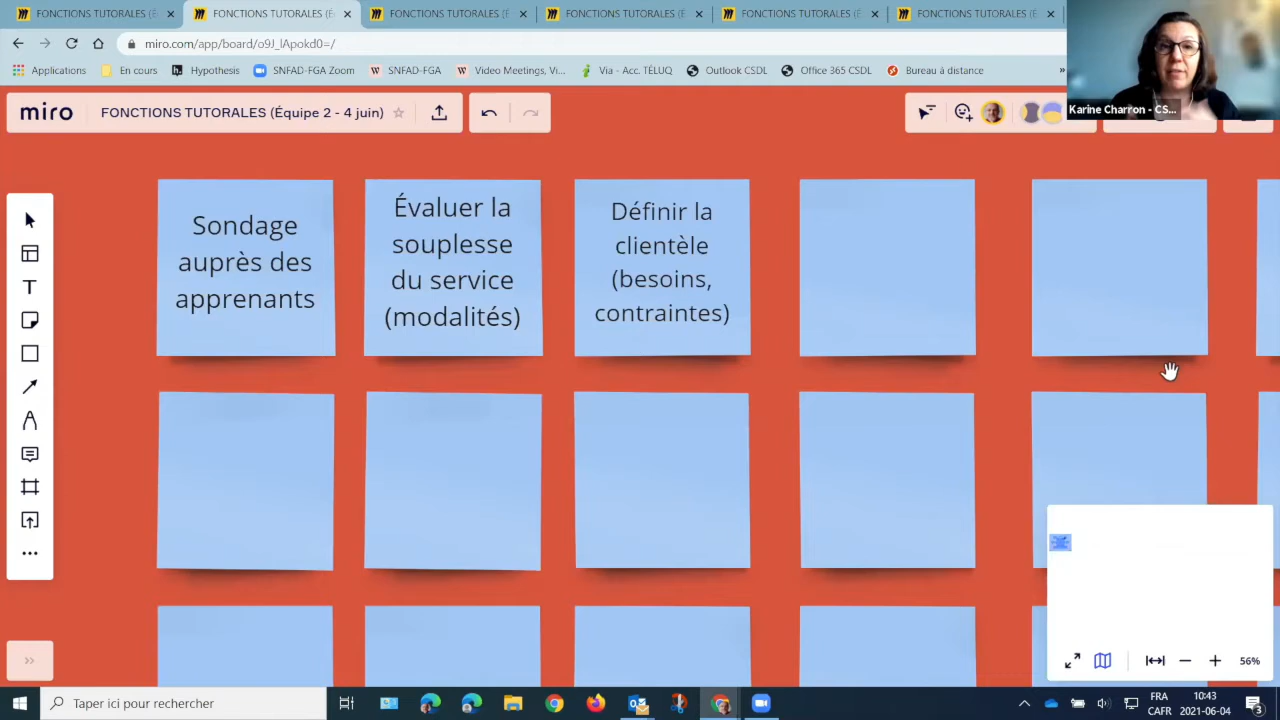 FONCTIONS TUTORALES (É
FONCTIONS TUTORALES (É
FONCTIONS TUTORALES (É
FONCTIONS TUTORALES (É
FONCTIONS TUTORALES (É
FONCTIONS TUTORALES (É
miro.com/app/board/o9J_lApokd0=/
Applications
En cours
Hypothesis
SNFAD-FGA Zoom
SNFAD-FGA
Video Meetings, Vi...
Via - Acc. TÉLUQ
Outlook CSDL
Office 365 CSDL
Bureau à distance
»
Karine Charron - CS...
miro
FONCTIONS TUTORALES (Équipe 2 - 4 juin)
Sondage
auprès des
apprenants
Évaluer la
souplesse
du service
(modalités)
Définir la
clientèle
(besoins,
contraintes)
56%
Taper ici pour rechercher
FRA
CAFR
10:43
2021-06-04
3